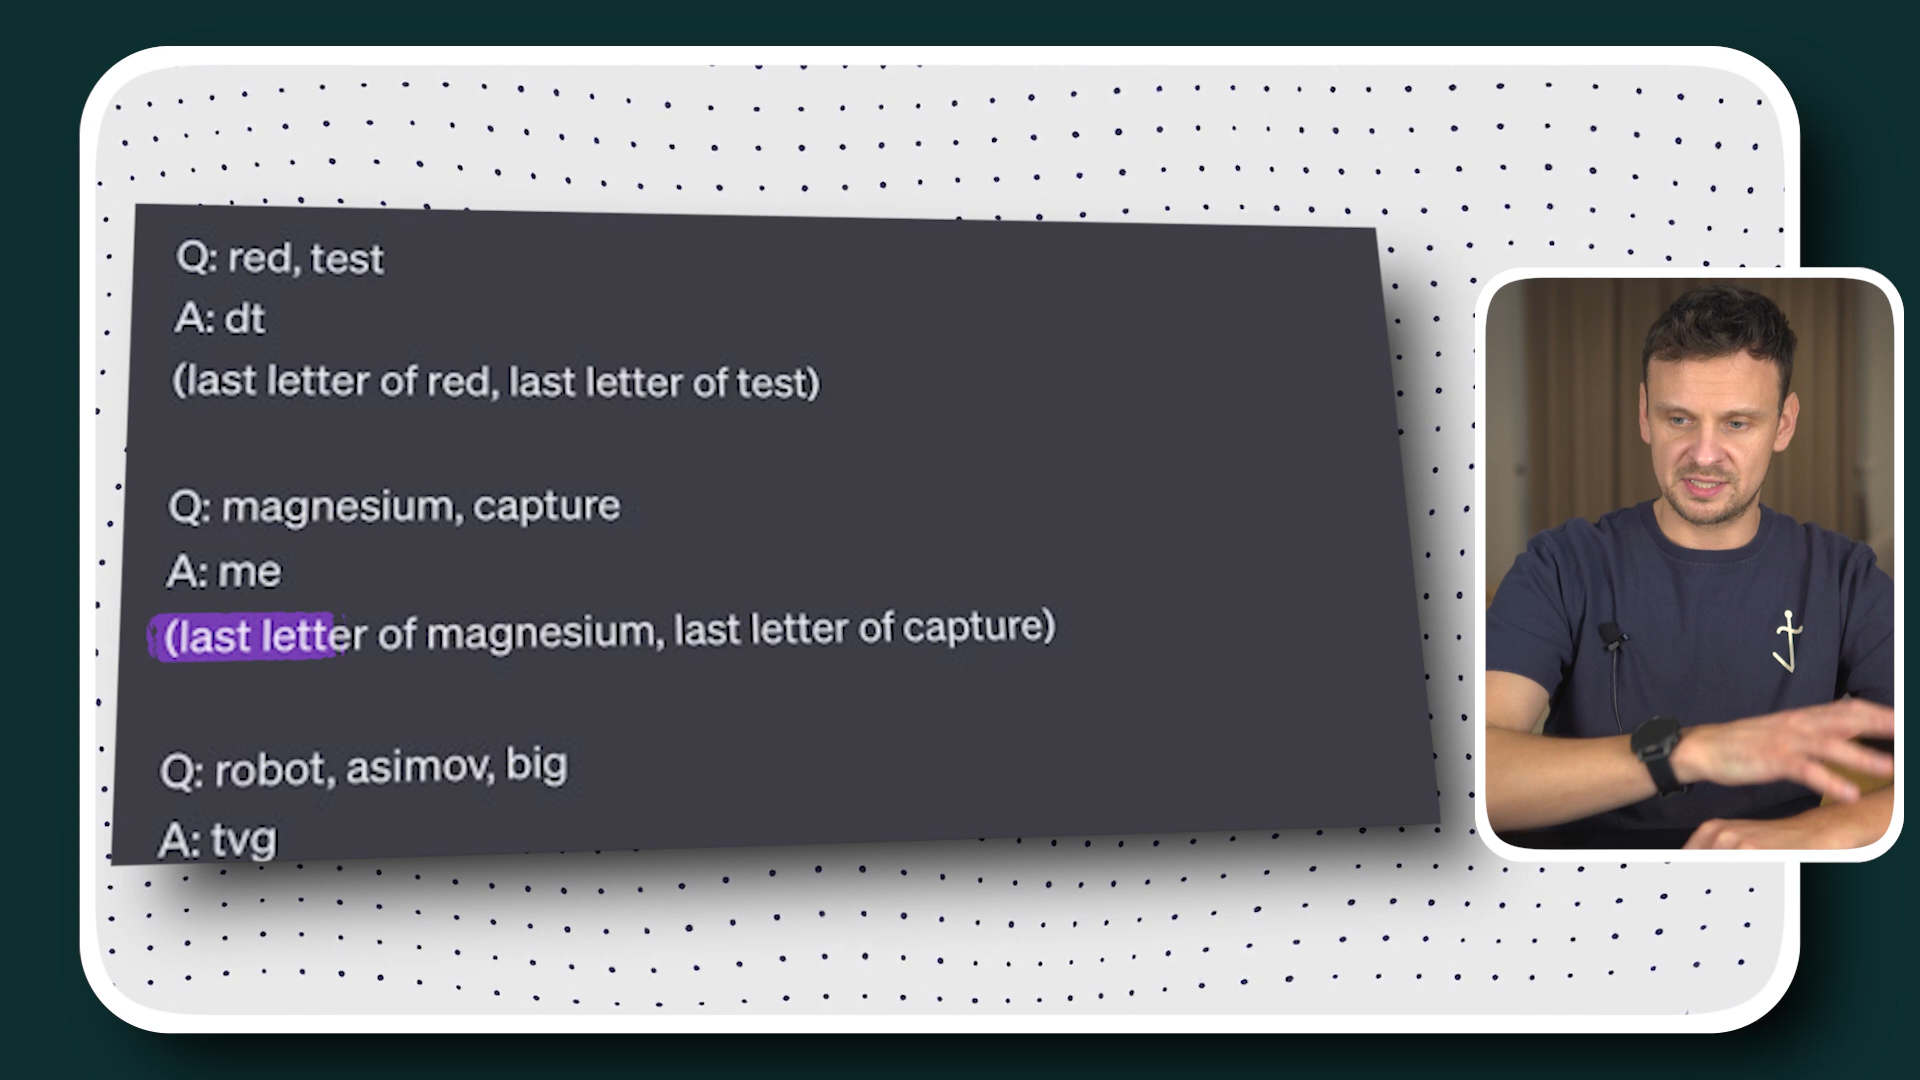 Q: red, test
A: dt
(last letter of red, last letter of test)
Q: magnesium, capture
A: me
(last letter of magnesium, last letter of capture)
Q: robot, asimov, big
A: tvg